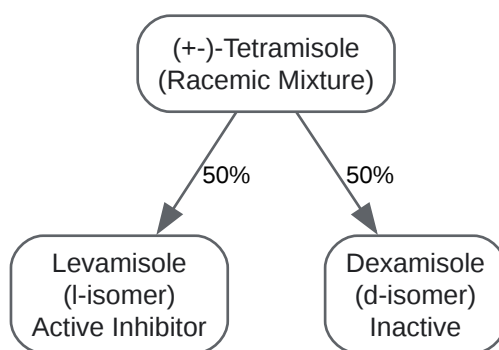 (+-)-Tetramisole
(Racemic Mixture)
50%
50%
Levamisole
(l-isomer)
Active Inhibitor
Dexamisole
(d-isomer)
Inactive